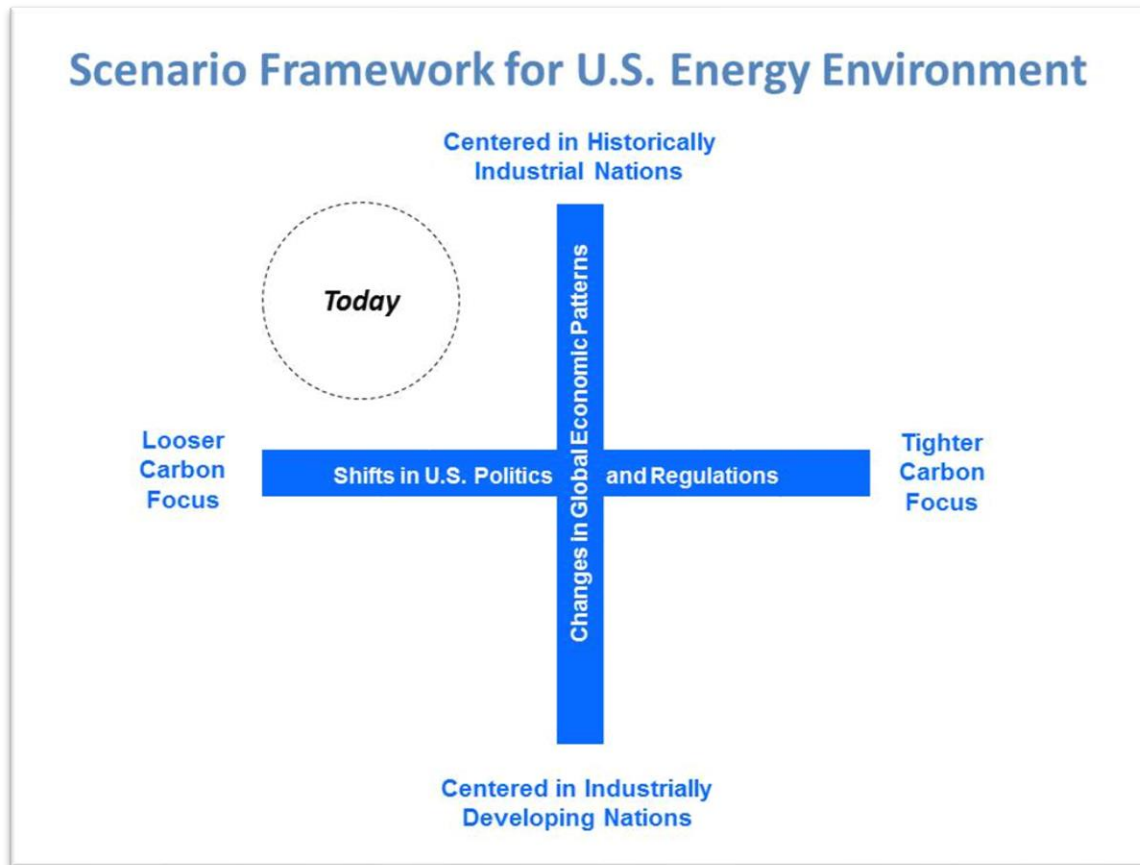 Scenario Framework for U.S. Energy Environment
Centered in Historically
Industrial Nations
Today
Changes in Global Economic Patterns
Looser
Carbon
Focus
Shifts in U.S. Politics and Regulations
Tighter
Carbon
Focus
Centered in Industrially
Developing Nations